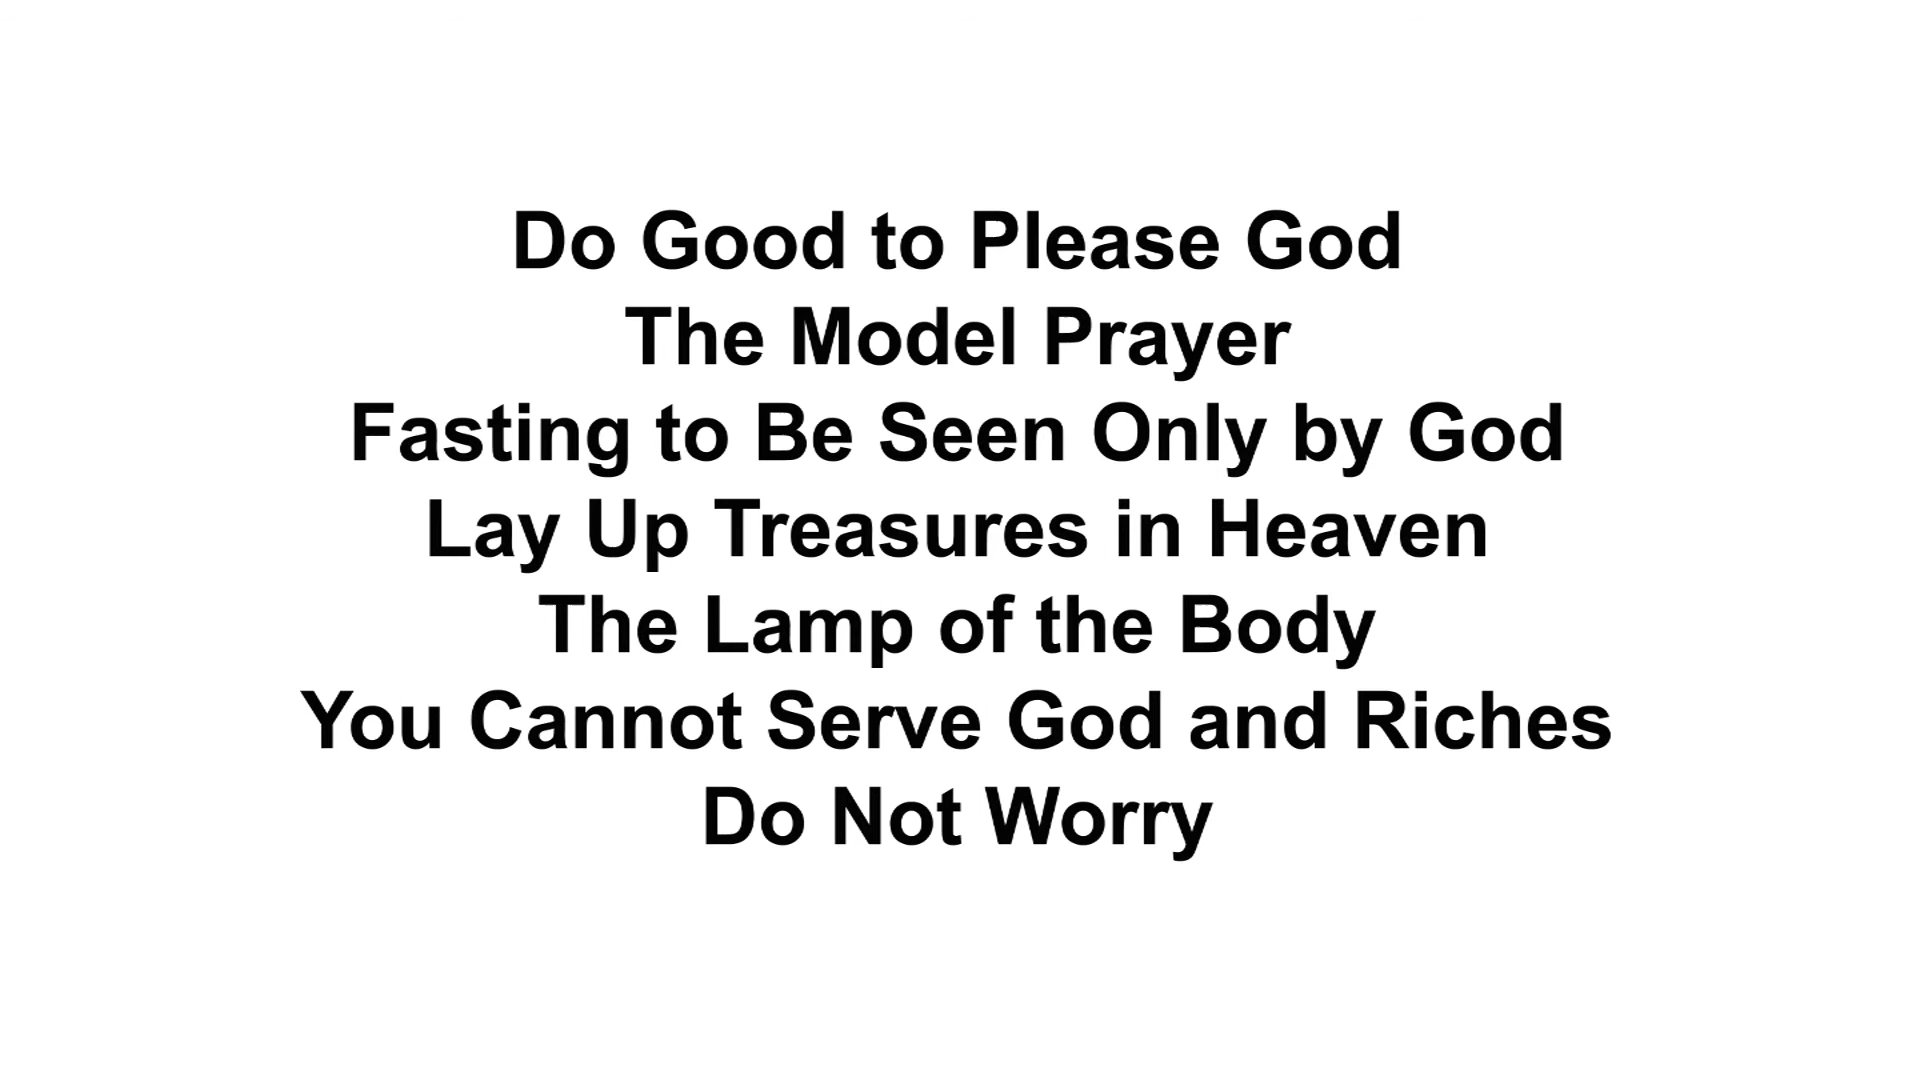 Do Good to Please God
The Model Prayer
Fasting to Be Seen Only by God
Lay Up Treasures in Heaven
The Lamp of the Body
You Cannot Serve God and Riches
Do Not Worry